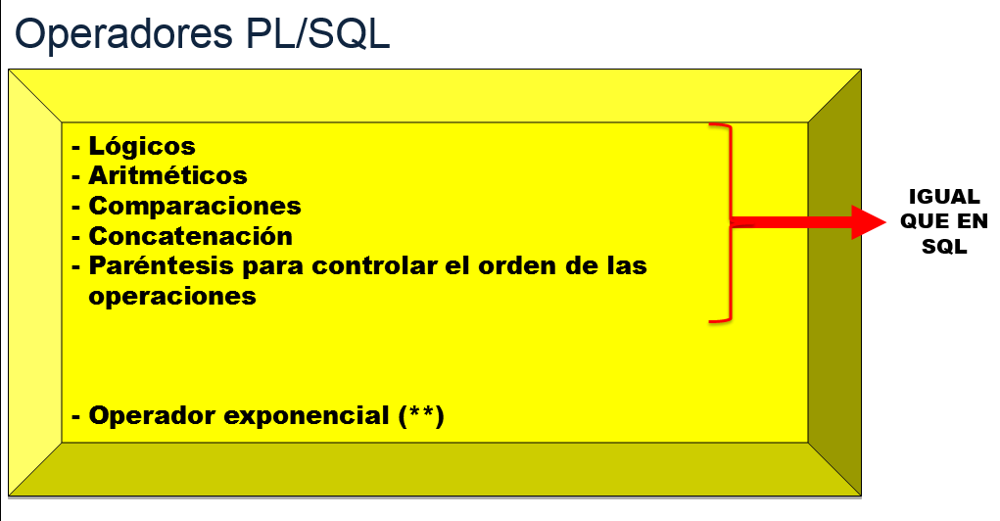 Operadores PL/SQL
- Lógicos
- Aritméticos
- Comparaciones
- Concatenación
- Paréntesis para controlar el orden de las
operaciones
IGUAL
QUE EN
SQL
- Operador exponencial (**)